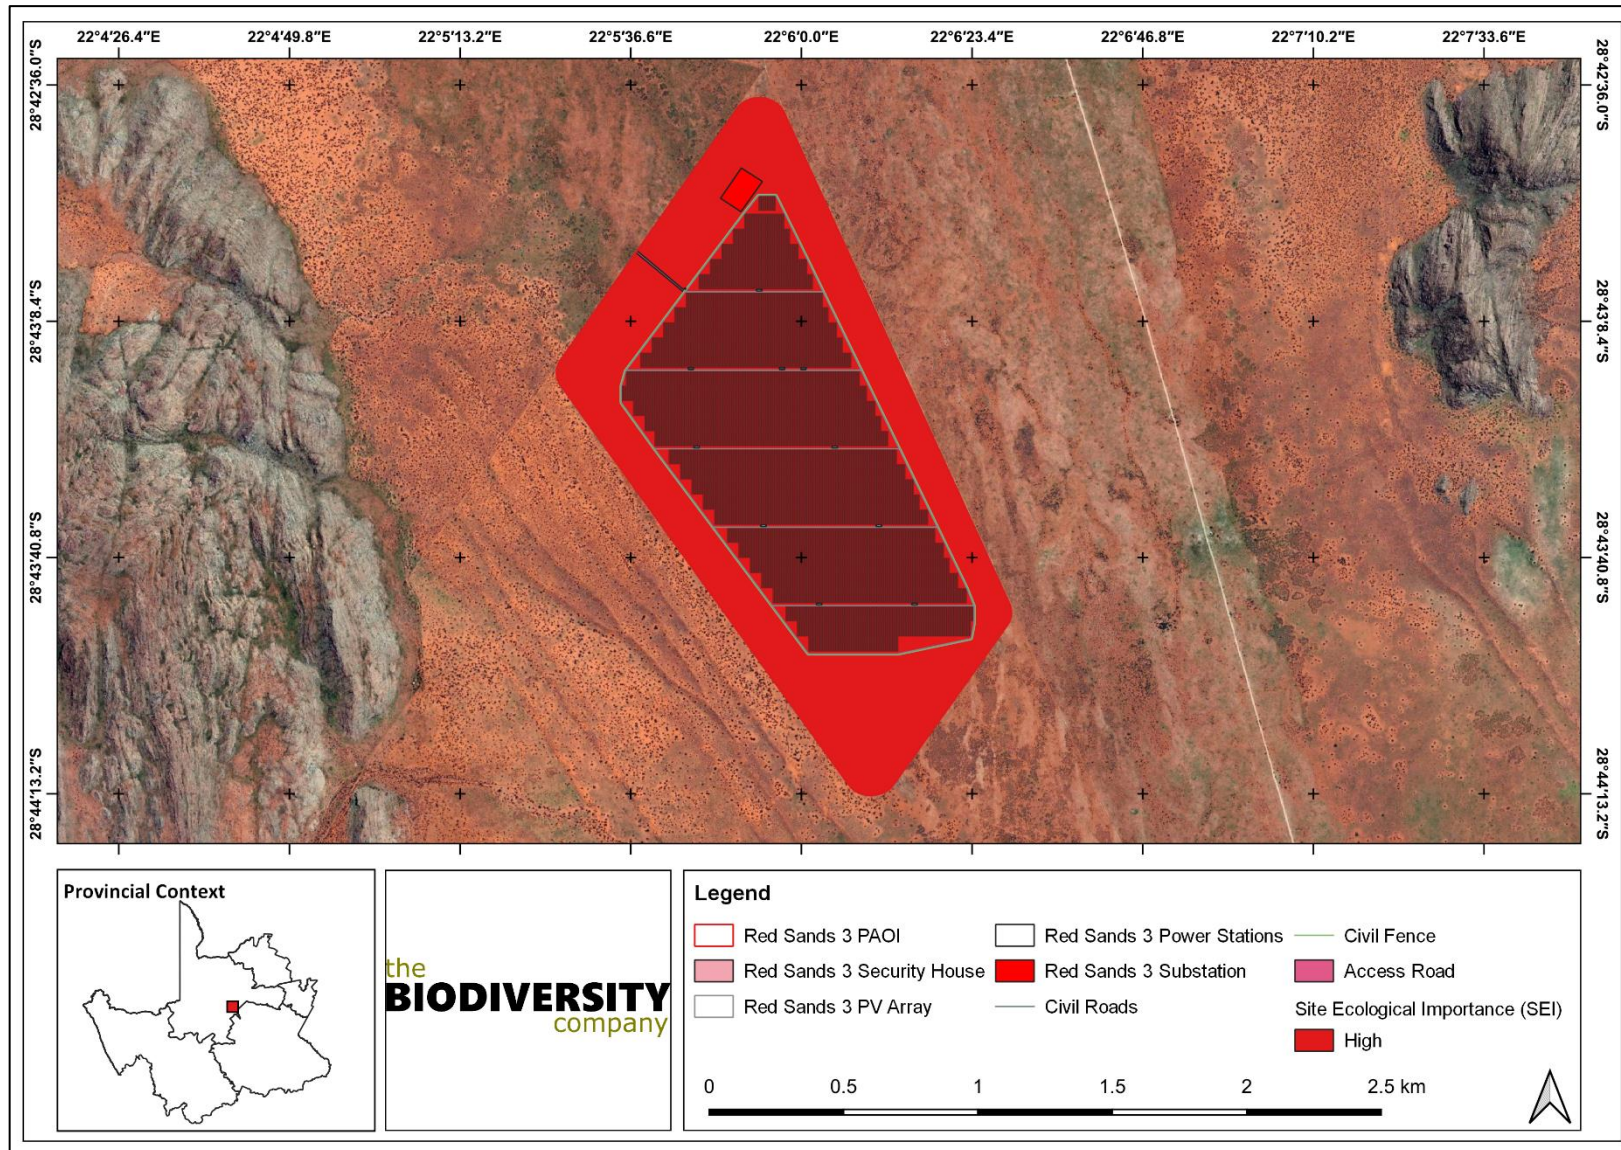 22°4'26.4"E 22°4'49.8"E 22°5'13.2"E 22°5'36.6"E 22°6'0.0"E 22°6'23.4"E 22°6'46.8"E 22°7'10.2"E 22°7'33.6"E
28°42'36.0"S
28°43'8.4"S
28°43'40.8"S
28°44'13.2"S
28°42'36.0"S
28°43'8.4"S
28°43'40.8"S
28°44'13.2"S
Provincial Context
the
BIODIVERSITY
company
Legend
Red Sands 3 PAOI
Red Sands 3 Security House
Red Sands 3 PV Array
Red Sands 3 Power Stations
Red Sands 3 Substation
Civil Roads
Civil Fence
Access Road
Site Ecological Importance (SEI)
High
0 0.5 1 1.5 2 2.5 km